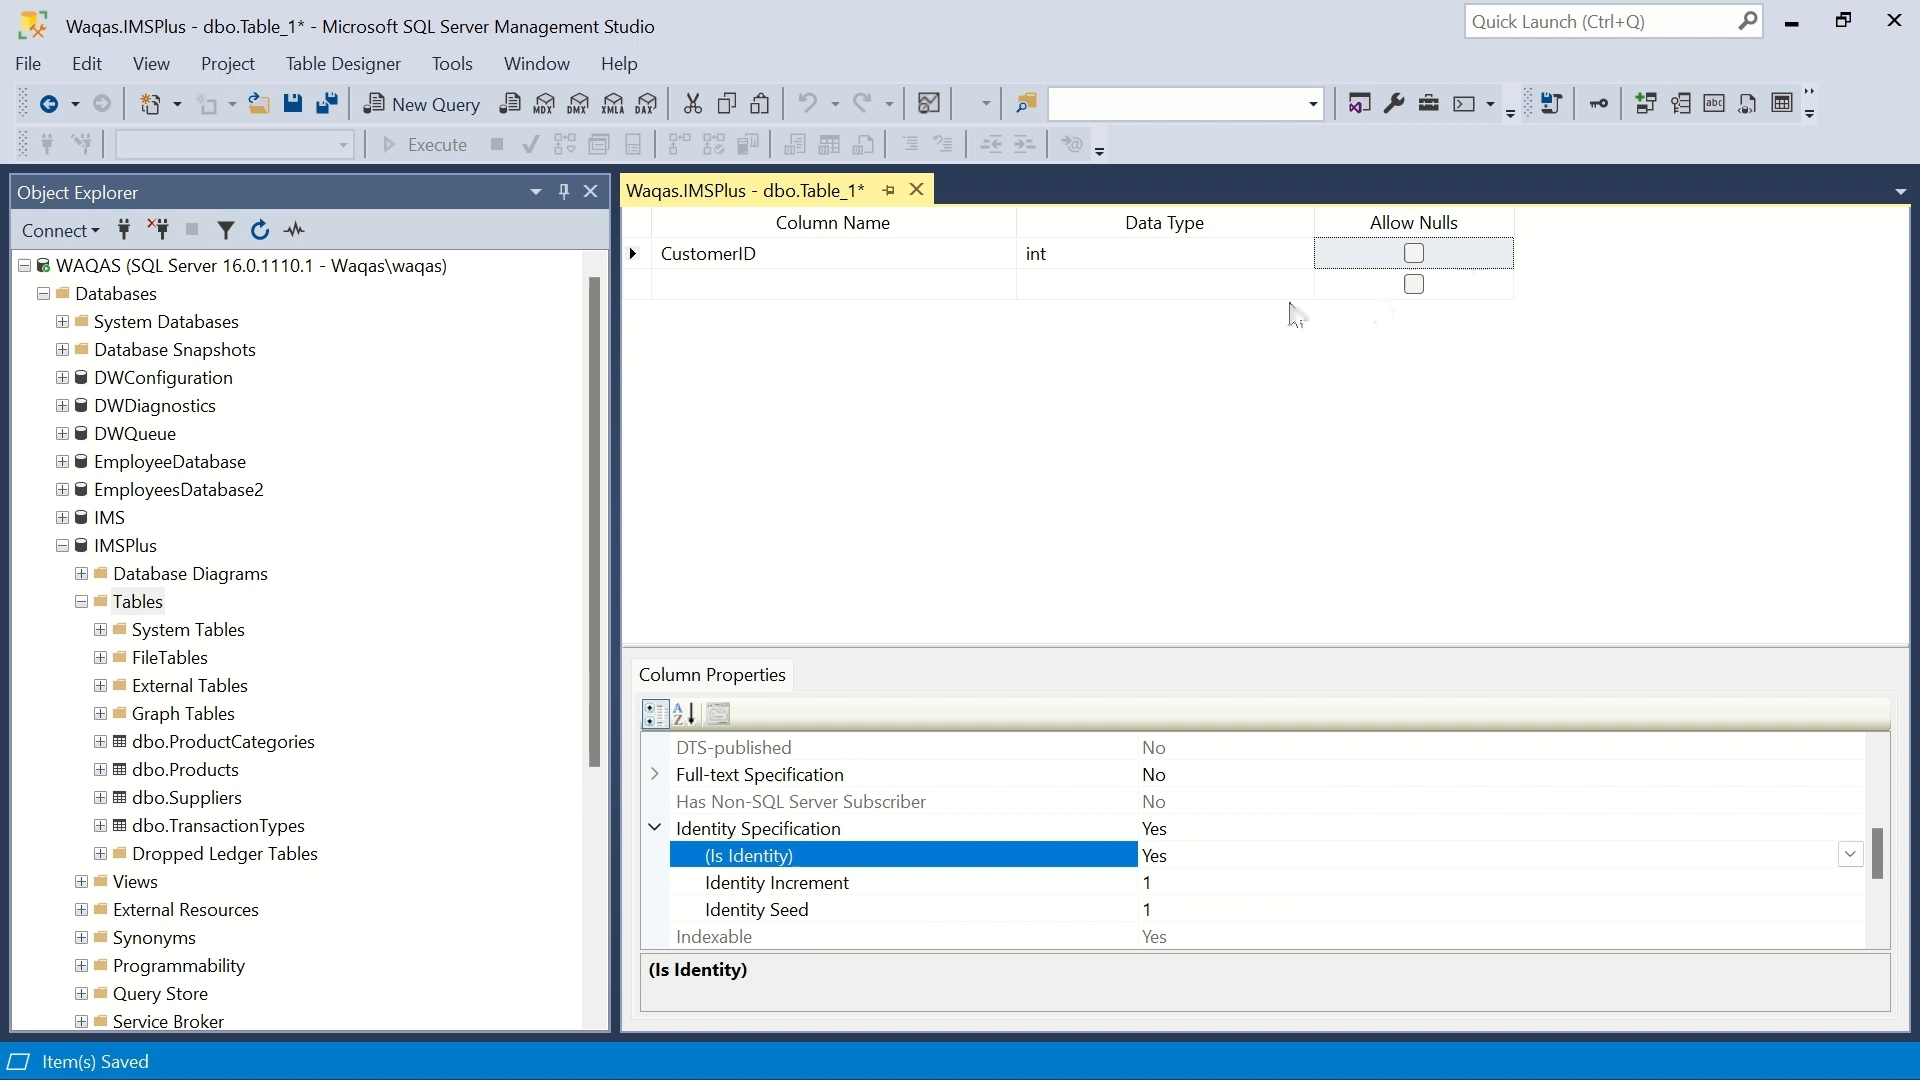 Waqas.IMSPlus - dbo.Table_1* - Microsoft SQL Server Management Studio
Quick Launch (Ctrl+Q)
File Edit View Project Table Designer Tools Window Help
New Query MDX DMX XMLA DAX abc
Execute
Object Explorer
Connect
WAQAS (SQL Server 16.0.1110.1 - Waqas\waqas)
Databases
System Databases
Database Snapshots
DWConfiguration
DWDiagnostics
DWQueue
EmployeeDatabase
EmployeesDatabase2
IMS
IMSPlus
Database Diagrams
Tables
System Tables
FileTables
External Tables
Graph Tables
dbo.ProductCategories
dbo.Products
dbo.Suppliers
dbo.TransactionTypes
Dropped Ledger Tables
Views
External Resources
Synonyms
Programmability
Query Store
Service Broker
Waqas.IMSPlus - dbo.Table_1*
Column Name Data Type Allow Nulls
CustomerID int
Column Properties
A Z
DTS-published No
Full-text Specification No
Has Non-SQL Server Subscriber No
Identity Specification Yes
(Is Identity) Yes
Identity Increment 1
Identity Seed 1
Indexable Yes
(Is Identity)
Item(s) Saved